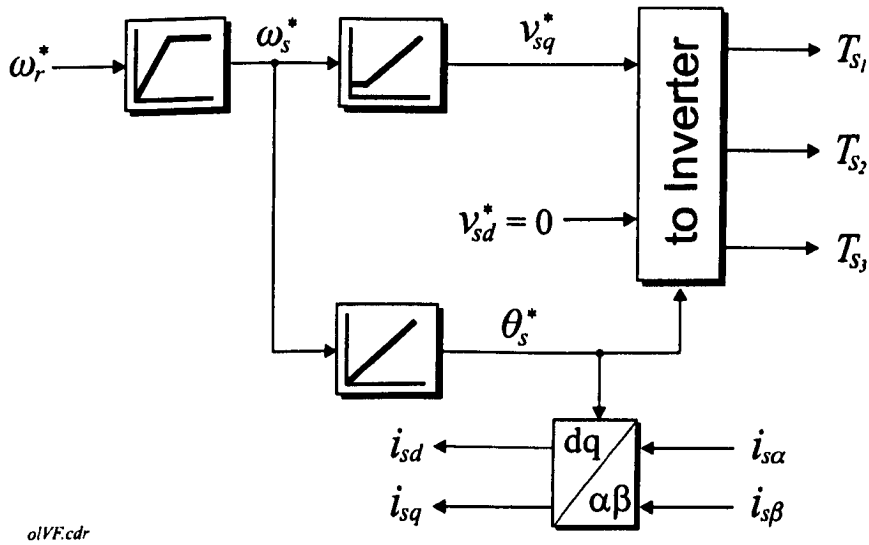 ω_r^*
ω_s^*
v_sq^*
to Inverter
T_S1
T_S2
v_sd^* = 0
T_S3
θ_s^*
i_sd
dq
i_sα
i_sq
αβ
i_sβ
olVF.cdr